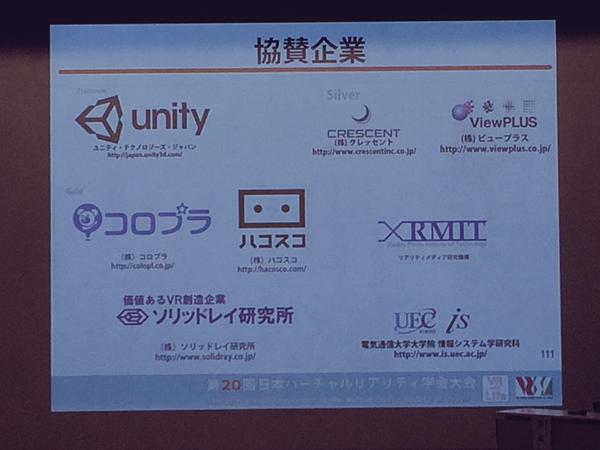 協賛企業
Platinum
unity
ユニティ・テクノロジーズ・ジャパン
http://japan.unity3d.com/
Silver
CRESCENT
(株) クレッセント
http://www.crescentinc.co.jp/
ViewPLUS
(株) ビュープラス
http://www.viewplus.co.jp/
Gold
コロプラ
(株) コロプラ
http://colopl.co.jp/
ハコスコ
(株) ハコスコ
http://hacosco.com/
XRMIT
リアリティメディア研究機構
価値あるVR創造企業
ソリッドレイ研究所
(株) ソリッドレイ研究所
http://www.solidray.co.jp/
UEC
is
電気通信大学大学院 情報システム学研究科
http://www.is.uec.ac.jp/
111
第20回日本バーチャルリアリティ学会大会